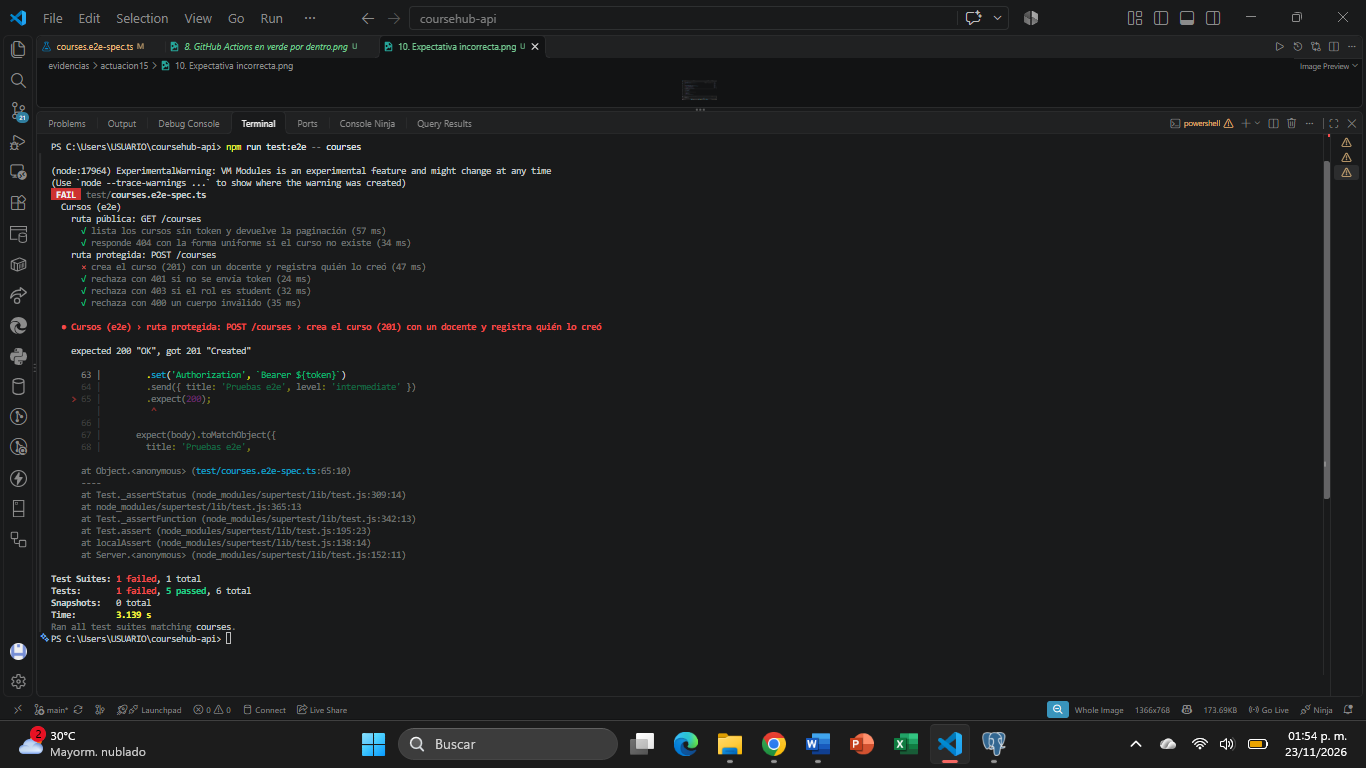 File Edit Selection View Go Run ··· coursehub-api
courses.e2e-spec.ts M 8. GitHub Actions en verde por dentro.png U 10. Expectativa incorrecta.png U
evidencias > actuacion15 > 10. Expectativa incorrecta.png Image Preview
Problems Output Debug Console Terminal Ports Console Ninja Query Results powershell
PS C:\Users\USUARIO\coursehub-api> npm run test:e2e -- courses
(node:17964) ExperimentalWarning: VM Modules is an experimental feature and might change at any time
(Use `node --trace-warnings ...` to show where the warning was created)
FAIL test/courses.e2e-spec.ts
Cursos (e2e)
ruta pública: GET /courses
√ lista los cursos sin token y devuelve la paginación (57 ms)
√ responde 404 con la forma uniforme si el curso no existe (34 ms)
ruta protegida: POST /courses
× crea el curso (201) con un docente y registra quién lo creó (47 ms)
√ rechaza con 401 si no se envía token (24 ms)
√ rechaza con 403 si el rol es student (32 ms)
√ rechaza con 400 un cuerpo inválido (35 ms)
● Cursos (e2e) › ruta protegida: POST /courses › crea el curso (201) con un docente y registra quién lo creó
expected 200 "OK", got 201 "Created"
63 | .set('Authorization', `Bearer ${token}`)
64 | .send({ title: 'Pruebas e2e', level: 'intermediate' })
> 65 | .expect(200);
| ^
66 |
67 | expect(body).toMatchObject({
68 | title: 'Pruebas e2e',
at Object.<anonymous> (test/courses.e2e-spec.ts:65:10)
----
at Test._assertStatus (node_modules/supertest/lib/test.js:309:14)
at node_modules/supertest/lib/test.js:365:13
at Test._assertFunction (node_modules/supertest/lib/test.js:342:13)
at Test.assert (node_modules/supertest/lib/test.js:195:23)
at localAssert (node_modules/supertest/lib/test.js:138:14)
at Server.<anonymous> (node_modules/supertest/lib/test.js:152:11)
Test Suites: 1 failed, 1 total
Tests: 1 failed, 5 passed, 6 total
Snapshots: 0 total
Time: 3.139 s
Ran all test suites matching courses.
PS C:\Users\USUARIO\coursehub-api>
21
main* Launchpad 0 0 Connect Live Share Whole Image 1366x768 173.69KB Go Live Ninja
2 30°C
Mayorm. nublado
Buscar
01:54 p. m.
23/11/2026